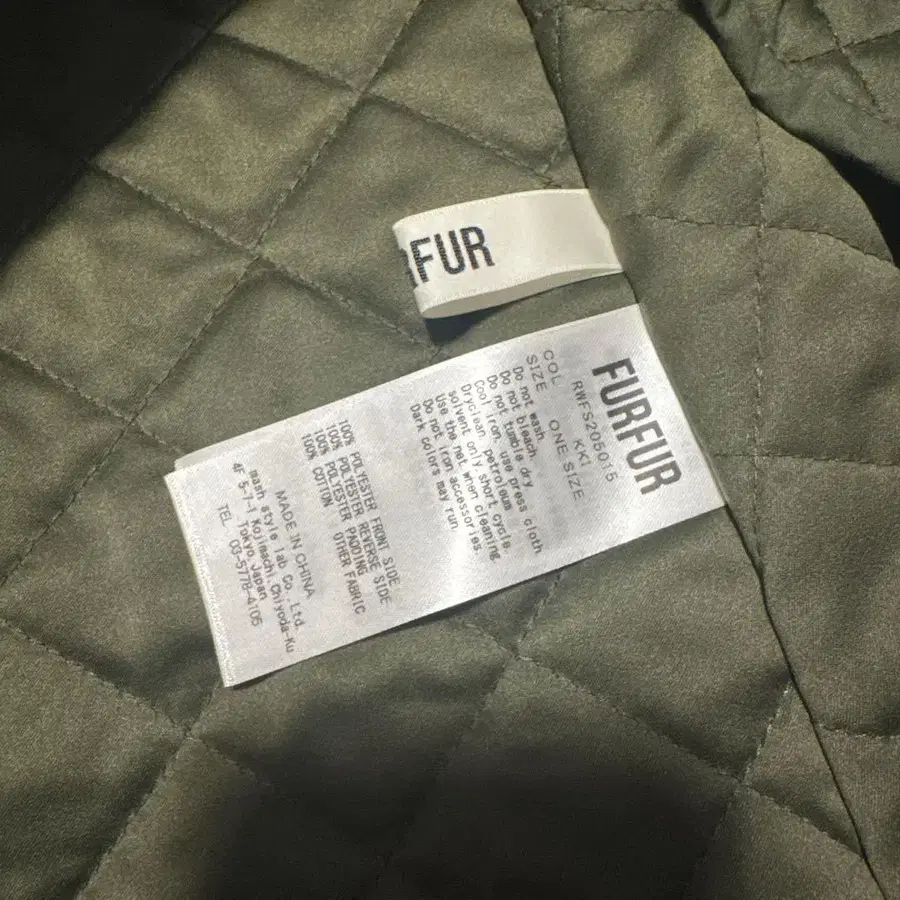 RFUR
FURFUR
RWFS205015
COL KKI
SIZE ONE SIZE
Do not wash.
Do not bleach.
Do not tumble dry
Cool iron, use press cloth
Dryclean, petroleum
solvent only short cycle.
Use the net when cleaning.
Do not iron accessories.
Dark colors may run.
100% POLYESTER FRONT SIDE
100% POLYESTER REVERSE SIDE
100% POLYESTER PADDING
100% COTTON OTHER FABRIC
MADE IN CHINA
mash style lab Co.,Ltd.
4F 5-7-1 Kojimachi,Chiyoda-Ku
Tokyo,Japan
TEL 03-5778-4106